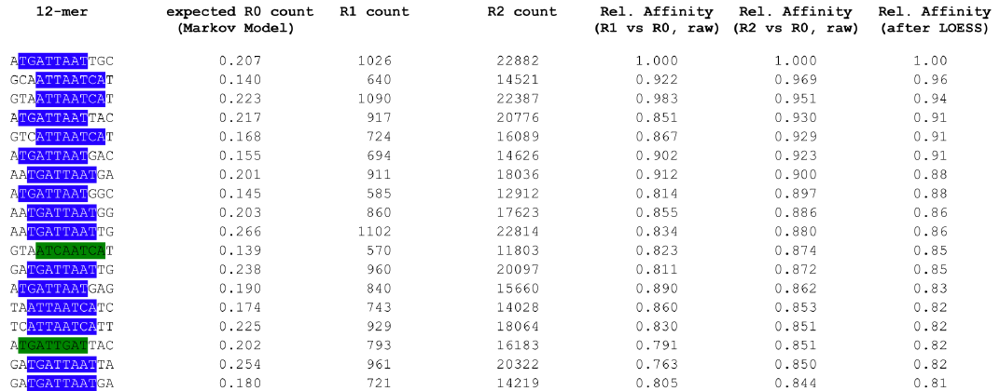 12-mer expected R0 count R1 count R2 count Rel. Affinity Rel. Affinity Rel. Affinity
(Markov Model) (R1 vs R0, raw) (R2 vs R0, raw) (after LOESS)
ATGATTAATTGC 0.207 1026 22882 1.000 1.000 1.00
GCAATTAATCAT 0.140 640 14521 0.922 0.969 0.96
GTAATTAATCAT 0.223 1090 22387 0.983 0.951 0.94
ATGATTAATTAC 0.217 917 20776 0.851 0.930 0.91
GTCATTAATCAT 0.168 724 16089 0.867 0.929 0.91
ATGATTAATGAC 0.155 694 14626 0.902 0.923 0.91
AATGATTAATGA 0.201 911 18036 0.912 0.900 0.88
ATGATTAATGGC 0.145 585 12912 0.814 0.897 0.88
AATGATTAATGG 0.203 860 17623 0.855 0.886 0.86
AATGATTAATTG 0.266 1102 22814 0.834 0.880 0.86
GTAATCAATCAT 0.139 570 11803 0.823 0.874 0.85
GATGATTAATTG 0.238 960 20097 0.811 0.872 0.85
ATGATTAATGAG 0.190 840 15660 0.890 0.862 0.83
TAATTAATCATC 0.174 743 14028 0.860 0.853 0.82
TCATTAATCATT 0.225 929 18064 0.830 0.851 0.82
ATGATTGATTAC 0.202 793 16183 0.791 0.851 0.82
GATGATTAATTA 0.254 961 20322 0.763 0.850 0.82
GATGATTAATGA 0.180 721 14219 0.805 0.844 0.81